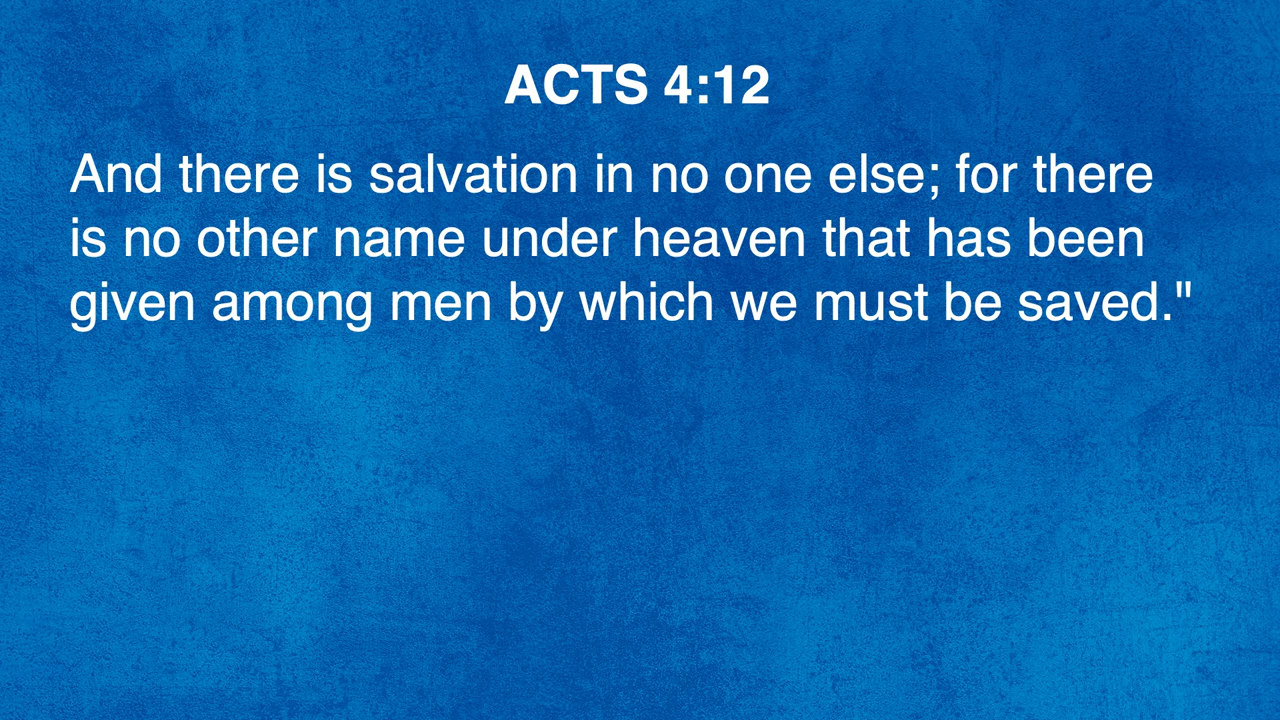 ACTS 4:12
And there is salvation in no one else; for there
is no other name under heaven that has been
given among men by which we must be saved."